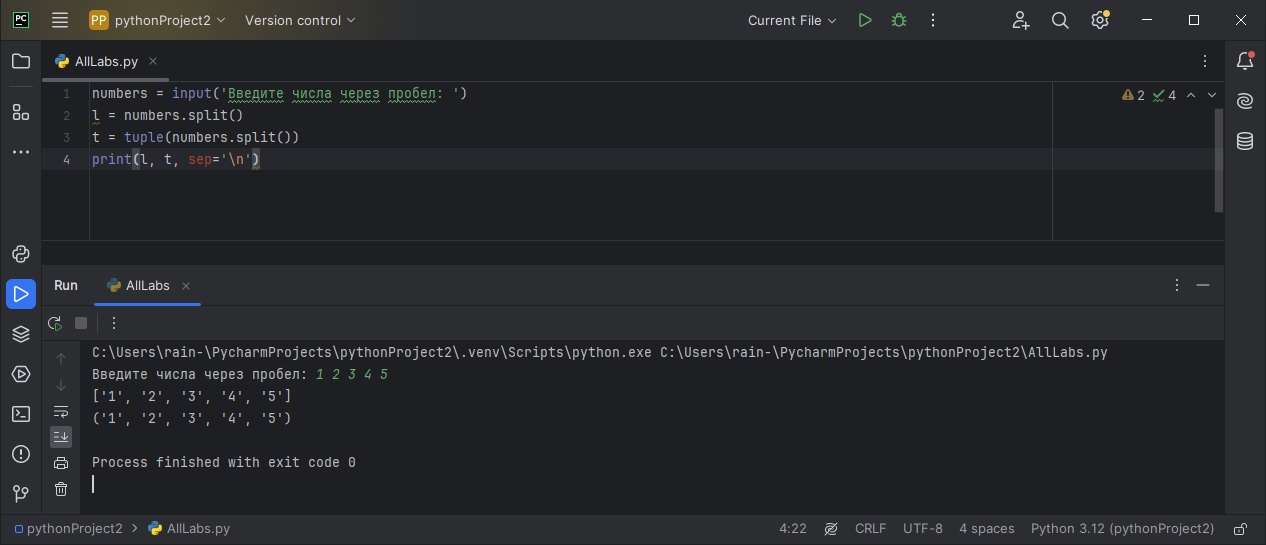 PC
PP pythonProject2 Version control Current File
AllLabs.py
2 4
1 numbers = input('Введите числа через пробел: ')
2 l = numbers.split()
3 t = tuple(numbers.split())
4 print(l, t, sep='\n')
Run AllLabs
C:\Users\rain-\PycharmProjects\pythonProject2\.venv\Scripts\python.exe C:\Users\rain-\PycharmProjects\pythonProject2\AllLabs.py
Введите числа через пробел: 1 2 3 4 5
['1', '2', '3', '4', '5']
('1', '2', '3', '4', '5')
Process finished with exit code 0
pythonProject2 > AllLabs.py 4:22 CRLF UTF-8 4 spaces Python 3.12 (pythonProject2)